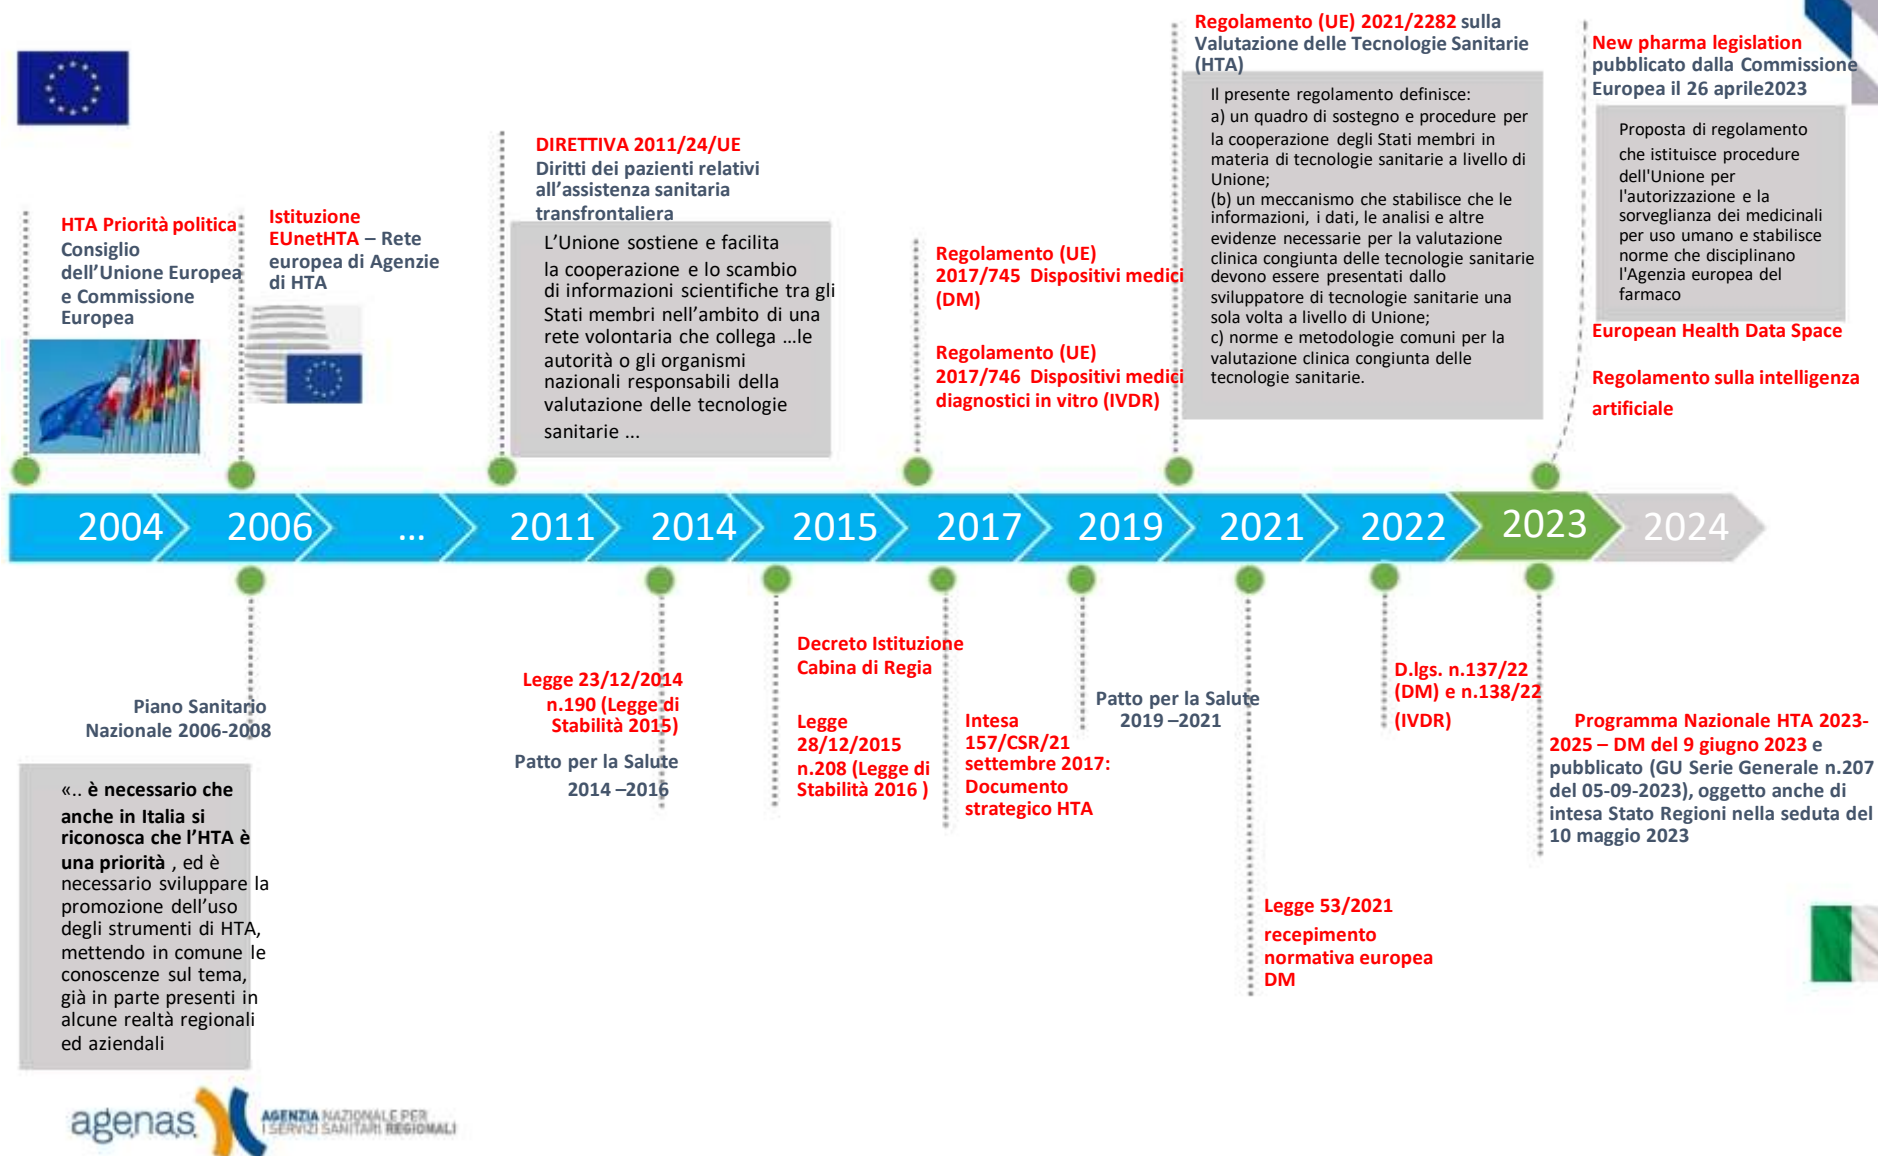 HTA Priorità politica
Consiglio
dell'Unione Europea
e Commissione
Europea
Istituzione
EUnetHTA – Rete
europea di Agenzie
di HTA
DIRETTIVA 2011/24/UE
Diritti dei pazienti relativi
all'assistenza sanitaria
transfrontaliera
L'Unione sostiene e facilita
la cooperazione e lo scambio
di informazioni scientifiche tra gli
Stati membri nell'ambito di una
rete volontaria che collega ...le
autorità o gli organismi
nazionali responsabili della
valutazione delle tecnologie
sanitarie ...
Regolamento (UE)
2017/745 Dispositivi medici
(DM)
Regolamento (UE)
2017/746 Dispositivi medici
diagnostici in vitro (IVDR)
Regolamento (UE) 2021/2282 sulla
Valutazione delle Tecnologie Sanitarie
(HTA)
Il presente regolamento definisce:
a) un quadro di sostegno e procedure per
la cooperazione degli Stati membri in
materia di tecnologie sanitarie a livello di
Unione;
(b) un meccanismo che stabilisce che le
informazioni, i dati, le analisi e altre
evidenze necessarie per la valutazione
clinica congiunta delle tecnologie sanitarie
devono essere presentati dallo
sviluppatore di tecnologie sanitarie una
sola volta a livello di Unione;
c) norme e metodologie comuni per la
valutazione clinica congiunta delle
tecnologie sanitarie.
New pharma legislation
pubblicato dalla Commissione
Europea il 26 aprile2023
Proposta di regolamento
che istituisce procedure
dell'Unione per
l'autorizzazione e la
sorveglianza dei medicinali
per uso umano e stabilisce
norme che disciplinano
l'Agenzia europea del
farmaco
European Health Data Space
Regolamento sulla intelligenza
artificiale
2004
2006
...
2011
2014
2015
2017
2019
2021
2022
2023
2024
Piano Sanitario
Nazionale 2006-2008
«.. è necessario che
anche in Italia si
riconosca che l'HTA è
una priorità , ed è
necessario sviluppare la
promozione dell'uso
degli strumenti di HTA,
mettendo in comune le
conoscenze sul tema,
già in parte presenti in
alcune realtà regionali
ed aziendali
Legge 23/12/2014
n.190 (Legge di
Stabilità 2015)
Patto per la Salute
2014 –2016
Decreto Istituzione
Cabina di Regia
Legge
28/12/2015
n.208 (Legge di
Stabilità 2016 )
Intesa
157/CSR/21
settembre 2017:
Documento
strategico HTA
Patto per la Salute
2019 –2021
Legge 53/2021
recepimento
normativa europea
DM
D.lgs. n.137/22
(DM) e n.138/22
(IVDR)
Programma Nazionale HTA 2023-
2025 – DM del 9 giugno 2023 e
pubblicato (GU Serie Generale n.207
del 05-09-2023), oggetto anche di
intesa Stato Regioni nella seduta del
10 maggio 2023
agenas
AGENZIA NAZIONALE PER
I SERVIZI SANITARI REGIONALI